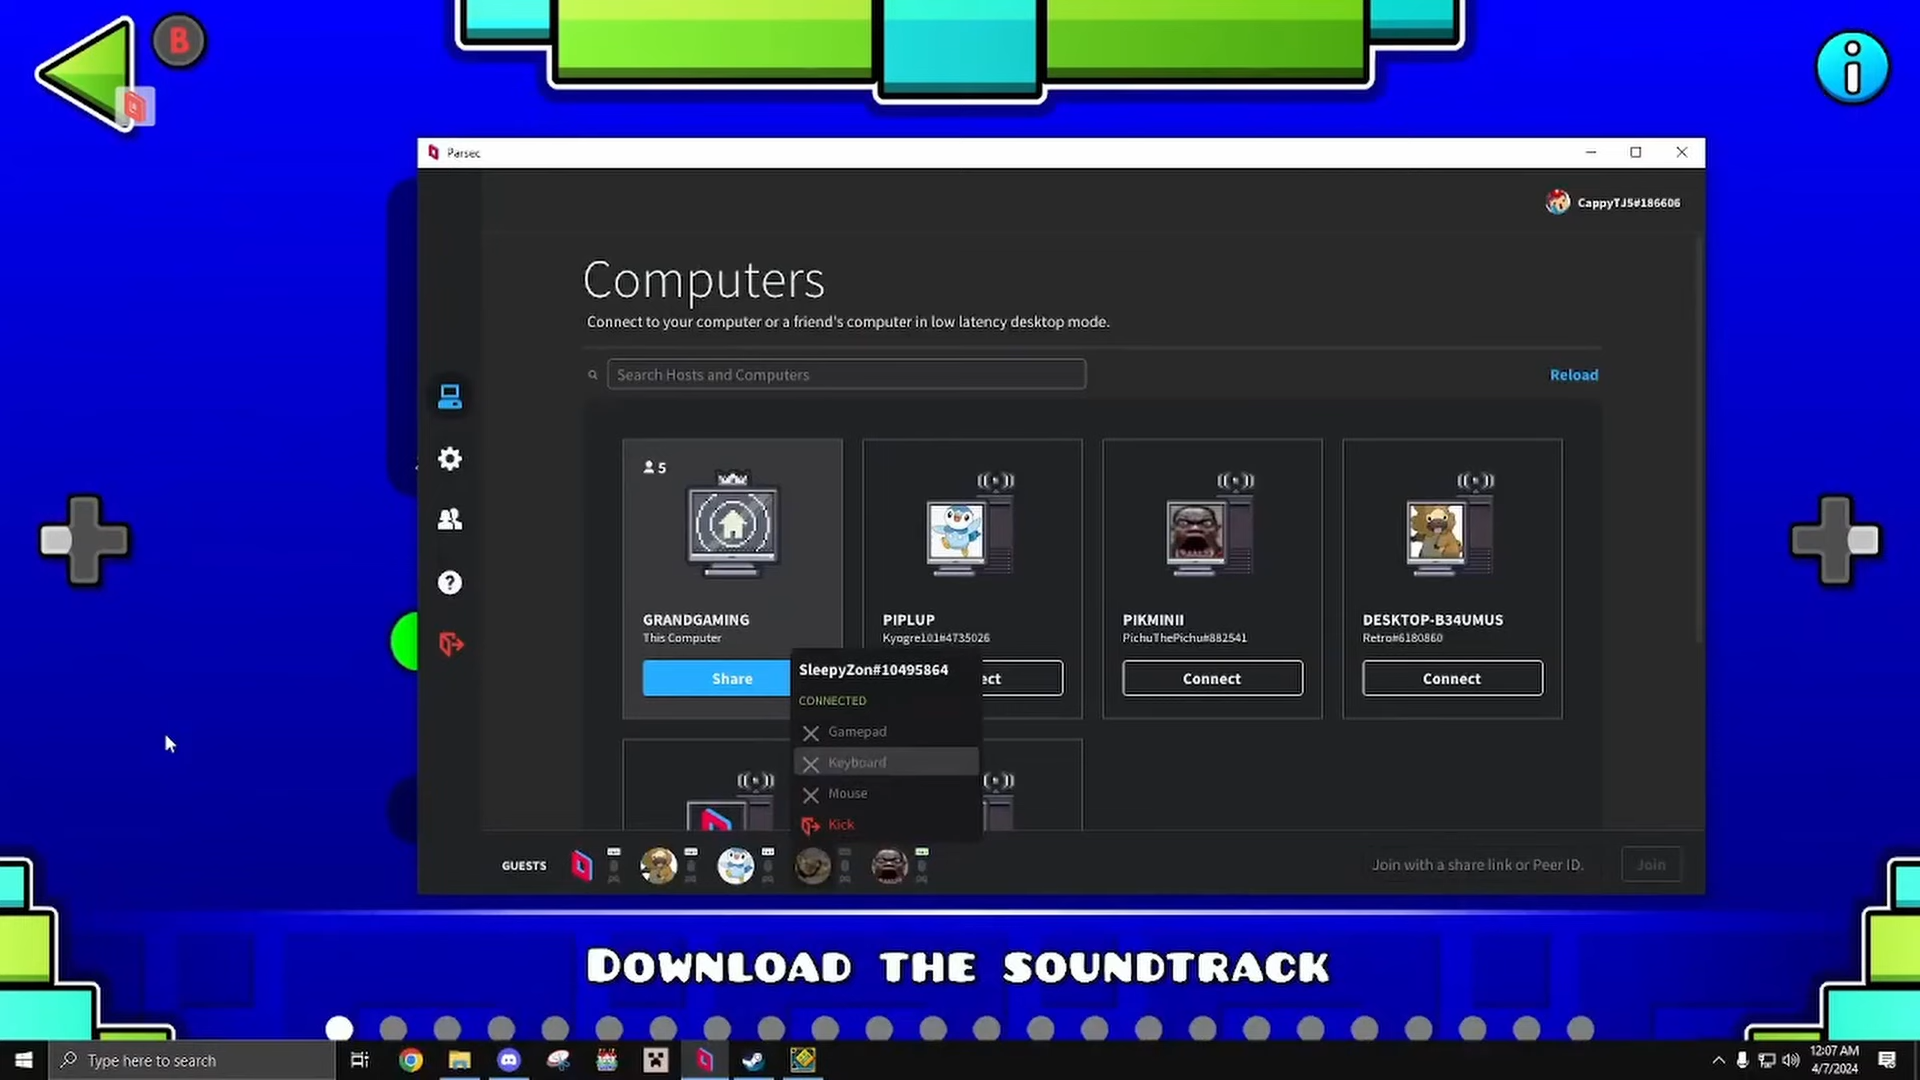 B
Parsec
CappyTJ5#186606
Computers
Connect to your computer or a friend's computer in low latency desktop mode.
Search Hosts and Computers
Reload
5
GRANDGAMING
This Computer
Share
PIPLUP
Kyogre101#4735026
ect
PIKMINII
PichuThePichu#882541
Connect
DESKTOP-B34UMUS
Retro#6180860
Connect
SleepyZon#10495864
CONNECTED
Gamepad
Keyboard
Mouse
Kick
GUESTS
Join with a share link or Peer ID.
Join
DOWNLOAD THE SOUNDTRACK
Type here to search
12:07 AM
4/7/2024